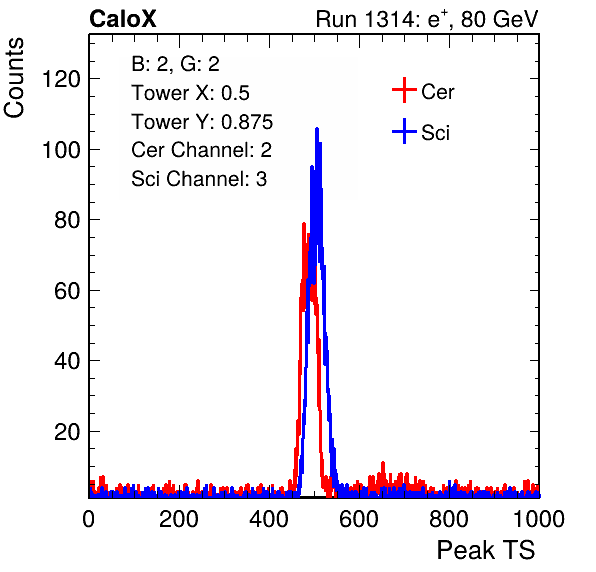 CaloX Run 1314: e+, 80 GeV
B: 2, G: 2
Tower X: 0.5
Tower Y: 0.875
Cer Channel: 2
Sci Channel: 3
Cer
Sci
Counts
120
100
80
60
40
20
0 200 400 600 800 1000
Peak TS